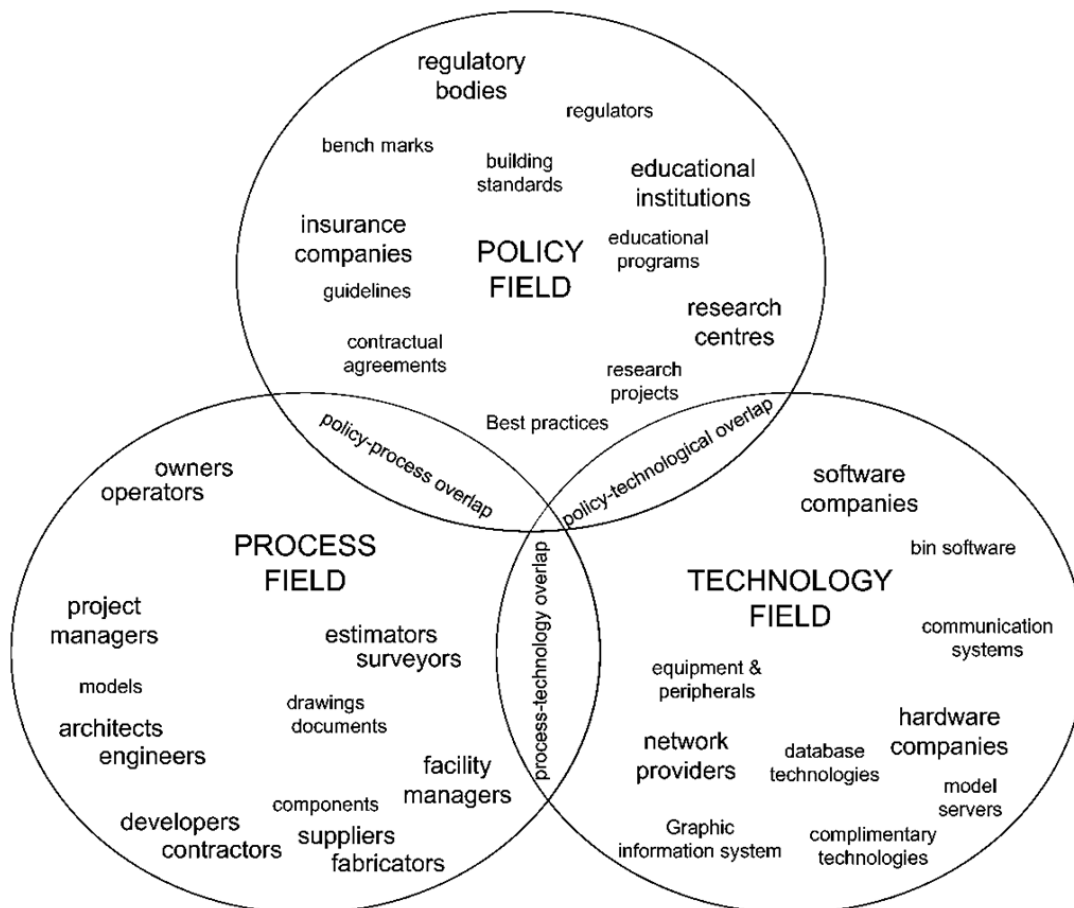 regulatory
bodies
regulators
bench marks
building
standards
educational
institutions
insurance
companies
educational
programs
POLICY
FIELD
guidelines
research
centres
contractual
agreements
research
projects
Best practices
policy-process overlap
policy-technological overlap
process-technology overlap
owners
operators
PROCESS
FIELD
project
managers
estimators
surveyors
models
drawings
documents
architects
engineers
facility
managers
components
developers
contractors
suppliers
fabricators
software
companies
bin software
TECHNOLOGY
FIELD
communication
systems
equipment &
peripherals
hardware
companies
network
providers
database
technologies
model
servers
Graphic
information system
complimentary
technologies